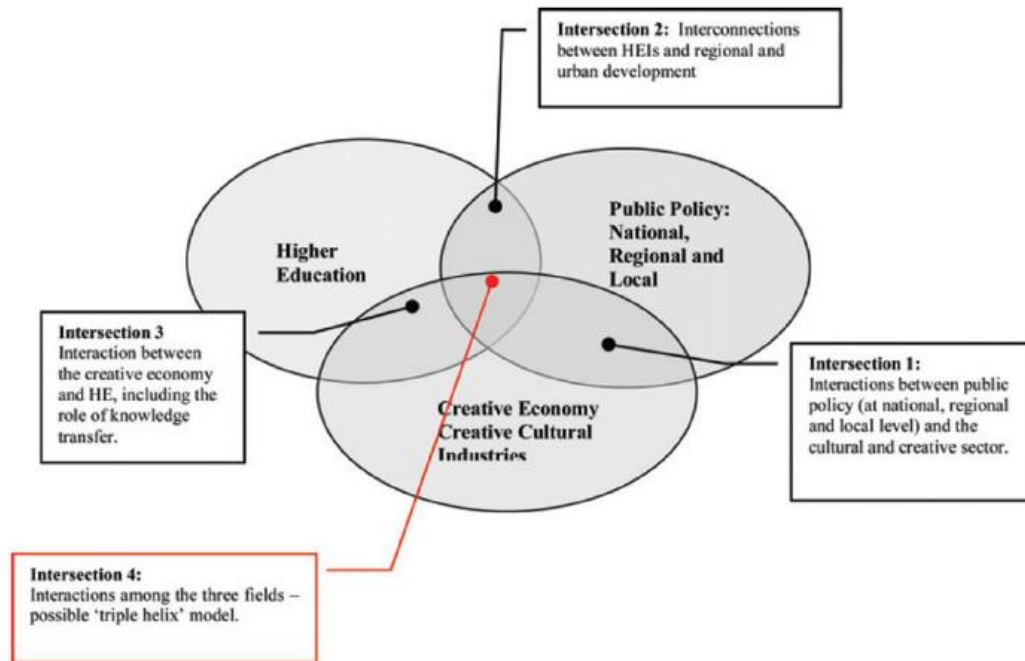 Intersection 2: Interconnections
between HEIs and regional and
urban development
Public Policy:
National,
Regional and
Local
Higher
Education
Intersection 3
Interaction between
the creative economy
and HE, including the
role of knowledge
transfer.
Intersection 1:
Interactions between public
policy (at national, regional
and local level) and the
cultural and creative sector.
Creative Economy
Creative Cultural
Industries
Intersection 4:
Interactions among the three fields –
possible ‘triple helix’ model.